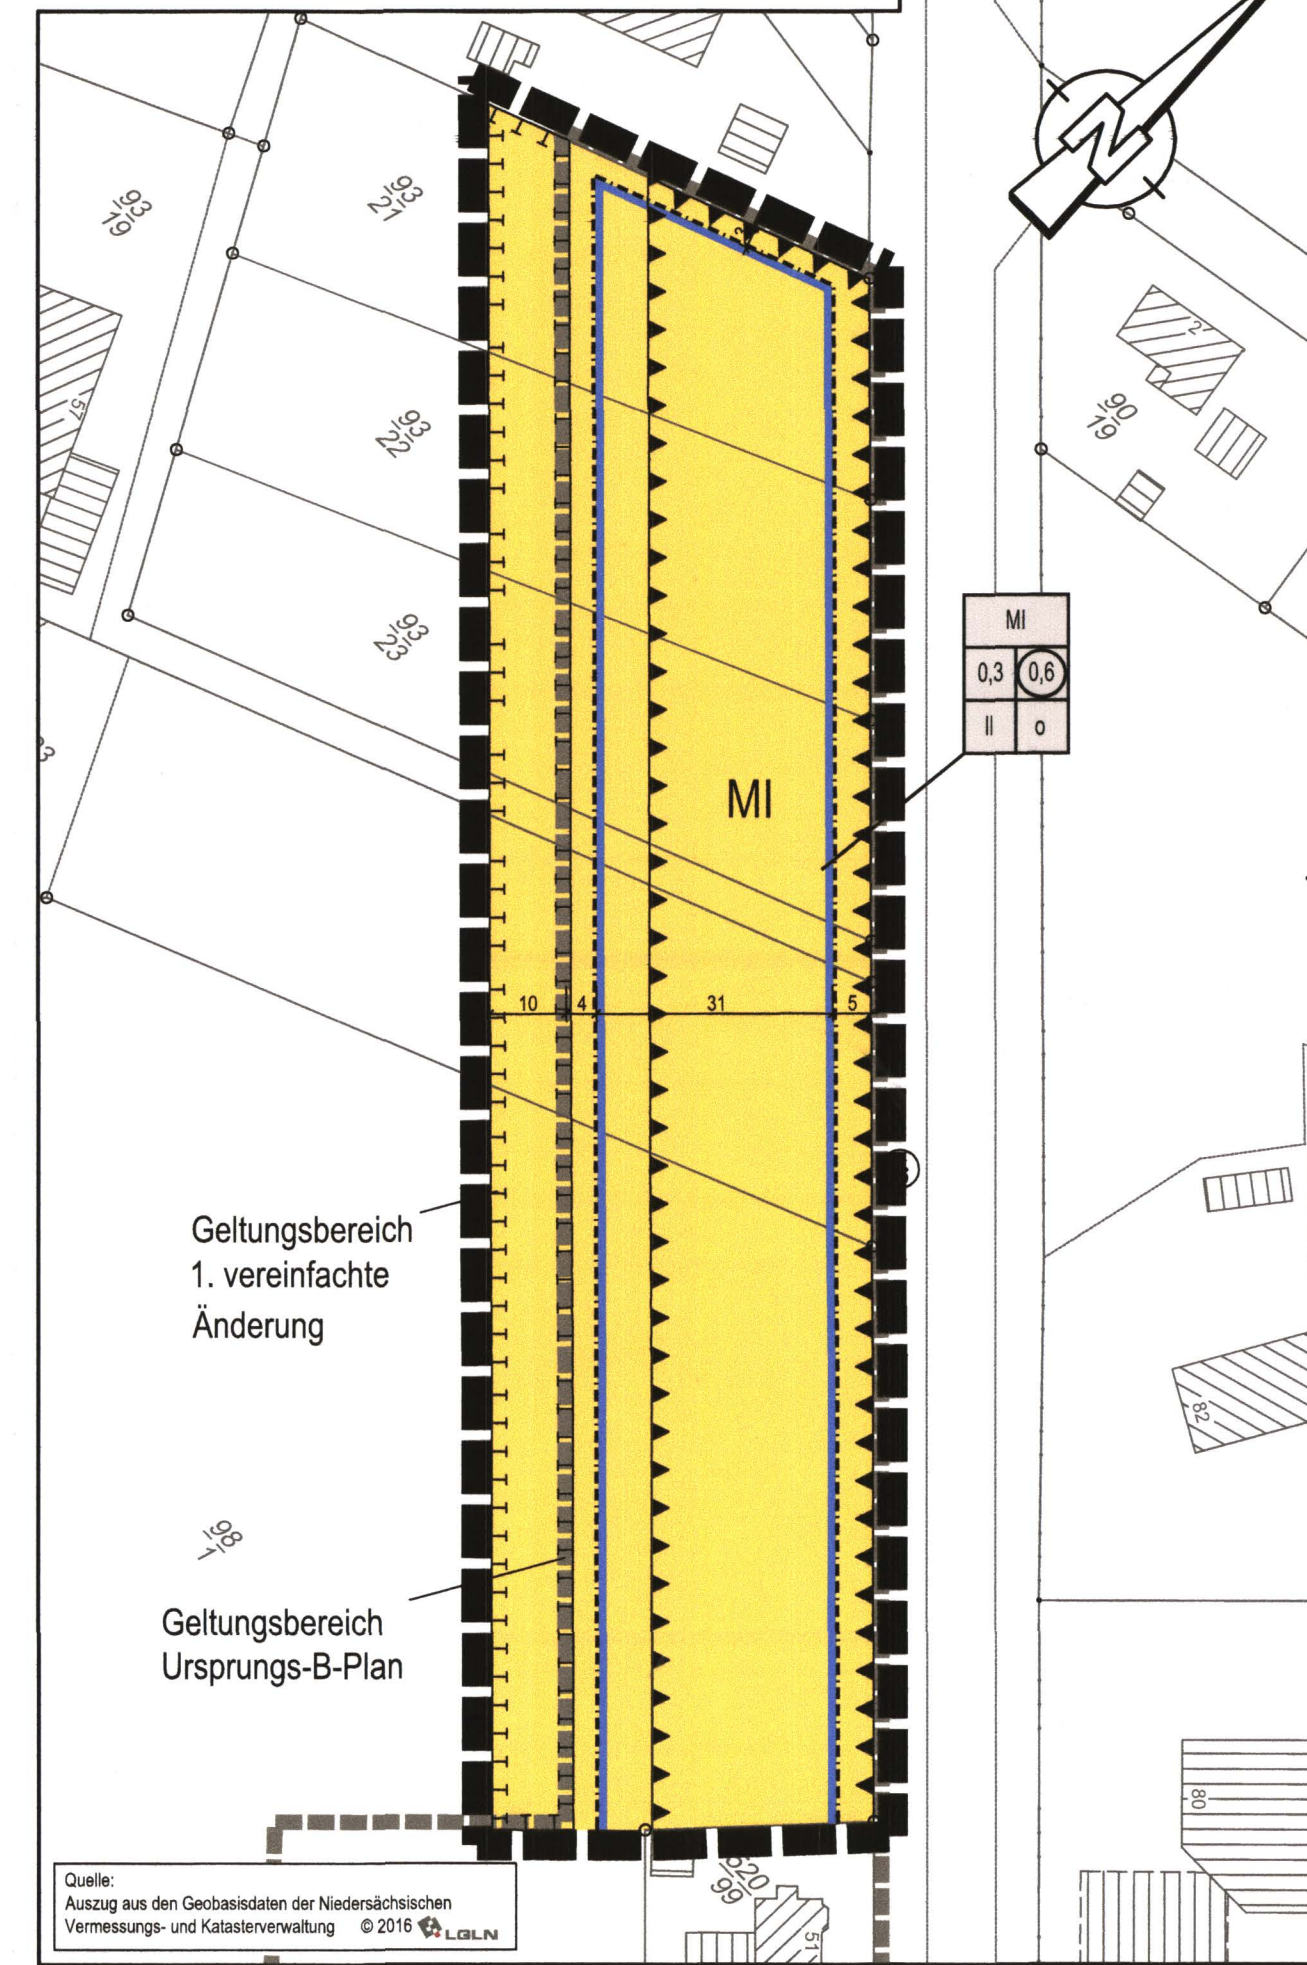 N
93
19
93
21
2
2
57
93
22
90
19
93
23
MI
0,3
0,6
II
o
MI
10
4
31
5
Geltungsbereich
1. vereinfachte
Änderung
82
98
1
Geltungsbereich
Ursprungs-B-Plan
80
Quelle:
Auszug aus den Geobasisdaten der Niedersächsischen
Vermessungs- und Katasterverwaltung © 2016 LGLN
620
99
51